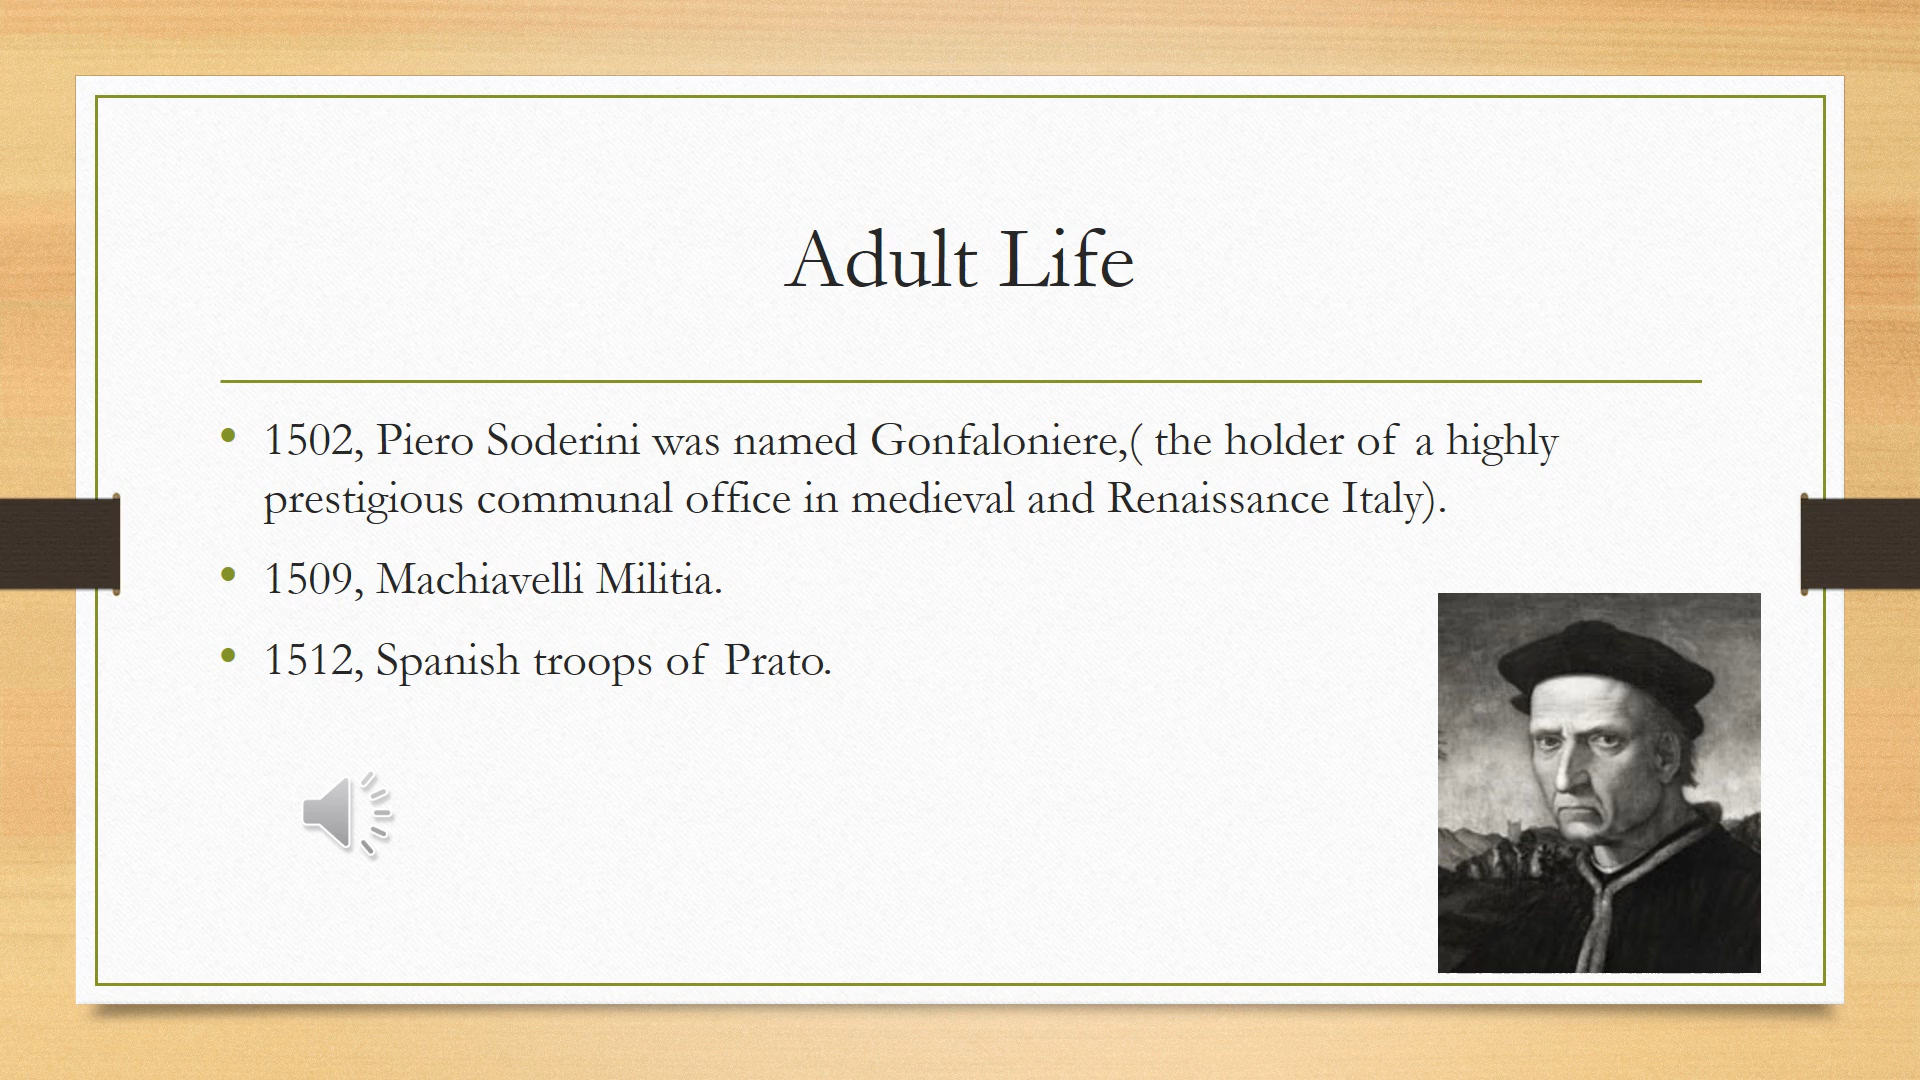 Adult Life
• 1502, Piero Soderini was named Gonfaloniere,( the holder of a highly
prestigious communal office in medieval and Renaissance Italy).
• 1509, Machiavelli Militia.
• 1512, Spanish troops of Prato.